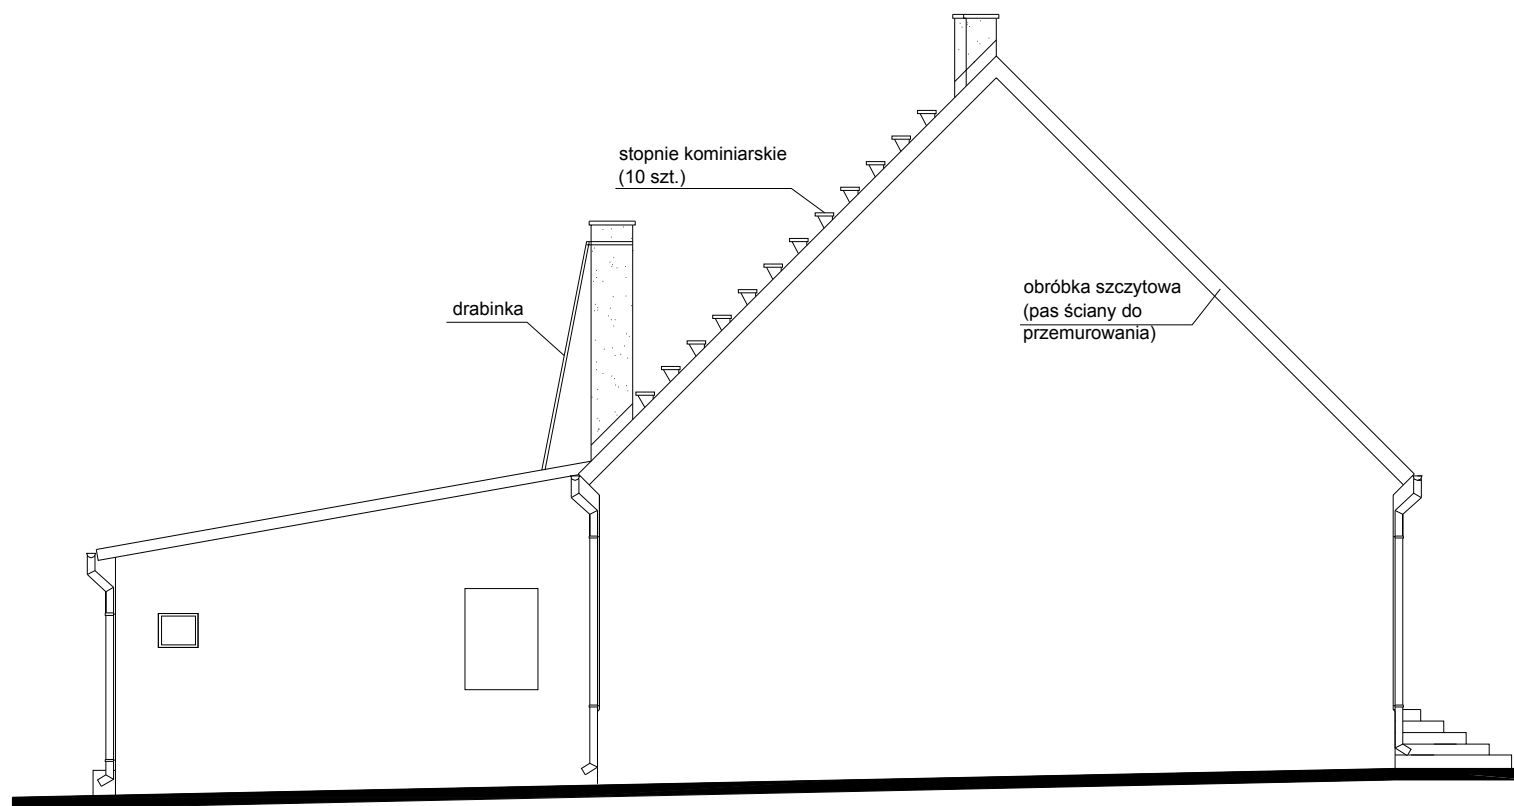 stopnie kominiarskie
(10 szt.)
drabinka
obróbka szczytowa
(pas ściany do
przemurowania)